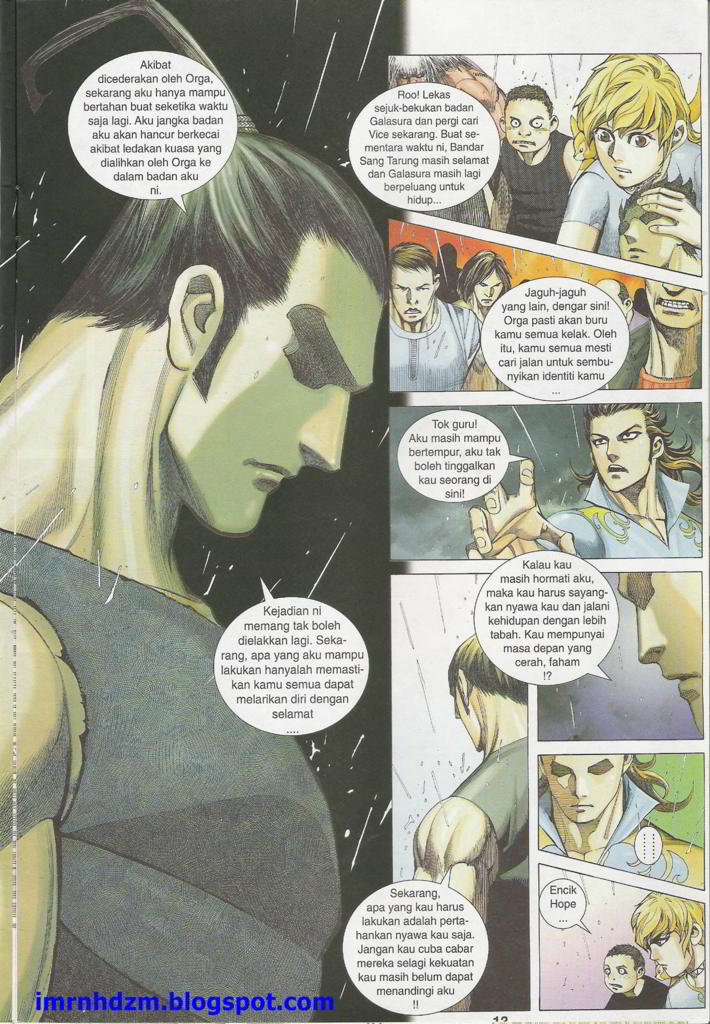 Akibat
dicederakan oleh Orga,
sekarang aku hanya mampu
bertahan buat seketika waktu
saja lagi. Aku jangka badan
aku akan hancur berkecai
akibat ledakan kuasa yang
dialihkan oleh Orga ke
dalam badan aku
ni.
Roo! Lekas
sejuk-bekukan badan
Galasura dan pergi cari
Vice sekarang. Buat se-
mentara waktu ni, Bandar
Sang Tarung masih selamat
dan Galasura masih lagi
berpeluang untuk
hidup...
Jaguh-jaguh
yang lain, dengar sini!
Orga pasti akan buru
kamu semua kelak. Oleh
itu, kamu semua mesti
cari jalan untuk sembu-
nyikan identiti kamu
...
Tok guru!
Aku masih mampu
bertempur, aku tak
boleh tinggalkan
kau seorang di
sini!
Kejadian ni
memang tak boleh
dielakkan lagi. Seka-
rang, apa yang aku mampu
lakukan hanyalah memasti-
kan kamu semua dapat
melarikan diri dengan
selamat
....
Kalau kau
masih hormati aku,
maka kau harus sayang-
kan nyawa kau dan jalani
kehidupan dengan lebih
tabah. Kau mempunyai
masa depan yang
cerah, faham
!?
Sekarang,
apa yang kau harus
lakukan adalah perta-
hankan nyawa kau saja.
Jangan kau cuba cabar
mereka selagi kekuatan
kau masih belum dapat
menandingi aku
!!
Encik
Hope
...
imrnhdzm.blogspot.com
12